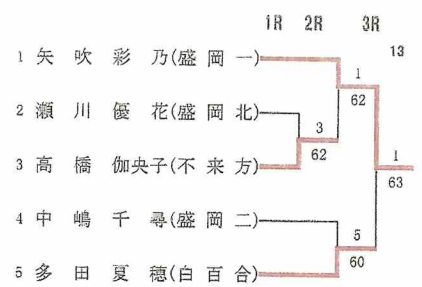 1R 2R 3R
13
1 矢吹彩乃(盛岡一)
1
62
2 瀬川優花(盛岡北)
3
62
3 高橋伽央子(不来方)
1
63
4 中嶋千尋(盛岡二)
5
60
5 多田夏穂(白百合)